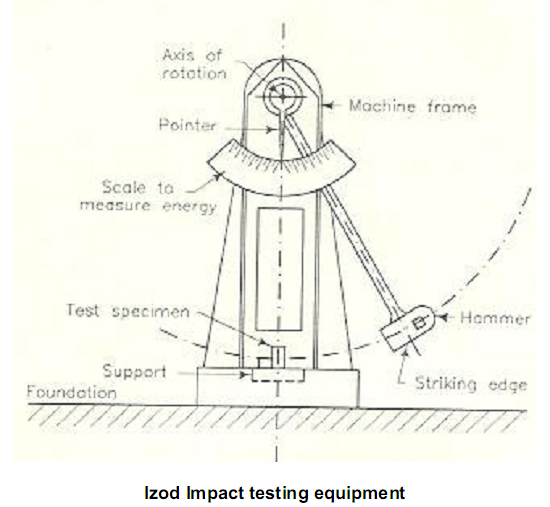 Axis of
rotation
Machine frame
Pointer
Scale to
measure energy
Test specimen
Hammer
Support
Striking edge
Foundation
Izod Impact testing equipment